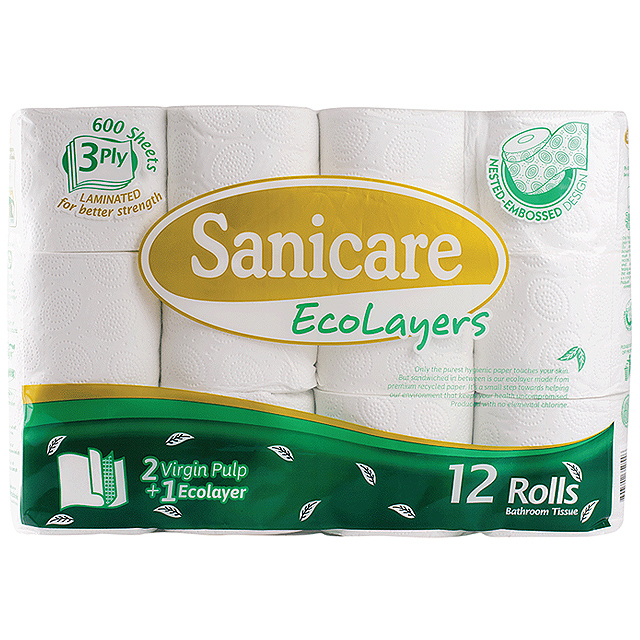 600 Sheets
3Ply
LAMINATED
for better strength
NESTED-EMBOSSED DESIGN
Sanicare
EcoLayers
Only the purest hygienic paper touches your skin.
But sandwiched in between is our ecolayer made from
premium recycled paper. It's a small step towards helping
our environment that keeps your health uncompromised.
Produced with no elemental chlorine.
2 Virgin Pulp
+1 Ecolayer
12 Rolls
Bathroom Tissue